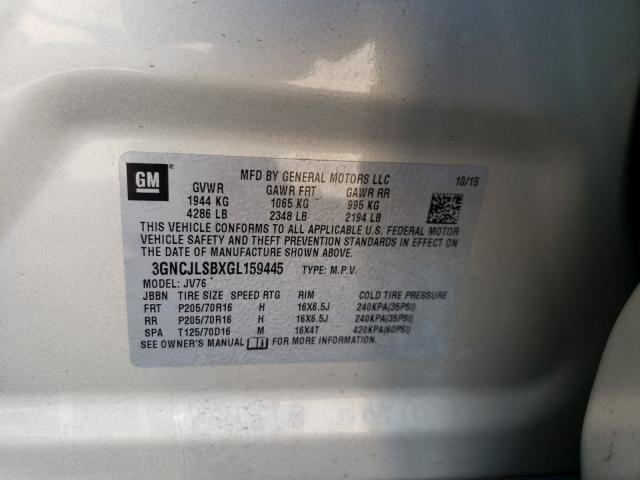 GM
MFD BY GENERAL MOTORS LLC
10/15
GVWR GAWR FRT GAWR RR
1944 KG 1065 KG 995 KG
4286 LB 2348 LB 2194 LB
THIS VEHICLE CONFORMS TO ALL APPLICABLE U.S. FEDERAL MOTOR
VEHICLE SAFETY AND THEFT PREVENTION STANDARDS IN EFFECT ON
THE DATE OF MANUFACTURE SHOWN ABOVE.
3GNCJLSBXGL159445 TYPE: M.P.V.
MODEL: JV76
JBBN TIRE SIZE SPEED RTG RIM COLD TIRE PRESSURE
FRT P205/70R16 H 16X6.5J 240KPA(35PSI)
RR P205/70R16 H 16X6.5J 240KPA(35PSI)
SPA T125/70D16 M 16X4T 420KPA(60PSI)
SEE OWNER'S MANUAL FOR MORE INFORMATION.